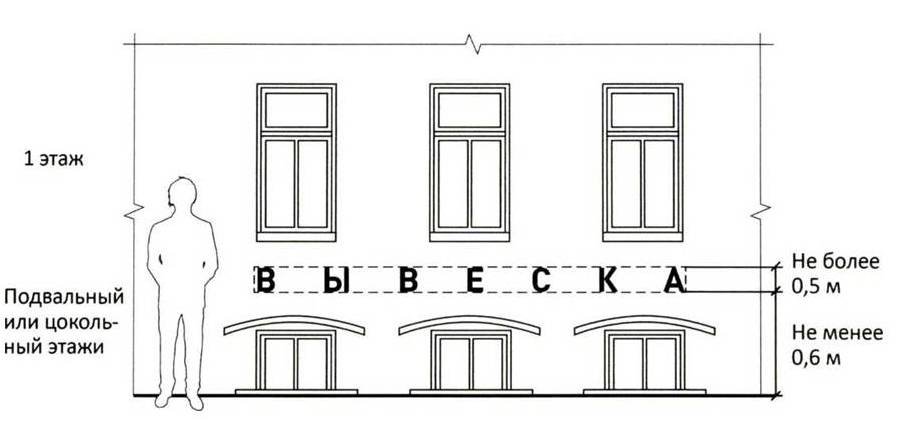 1 этаж
В Ы В Е С К А
Не более
0,5 м
Подвальный
или цоколь-
ный этажи
Не менее
0,6 м